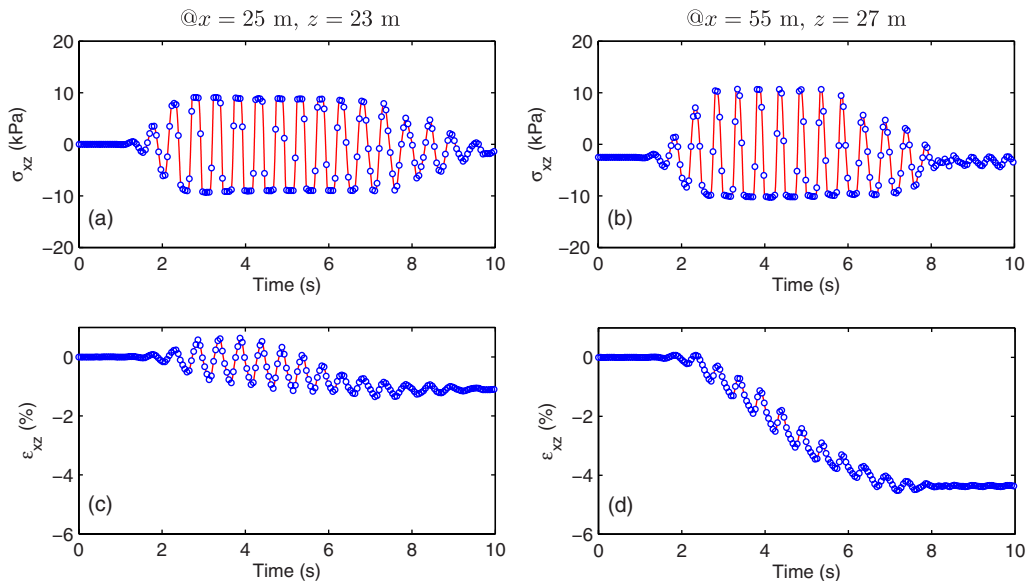 @x = 25 m, z = 23 m
@x = 55 m, z = 27 m
20
10
0
−10
−20
σxz (kPa)
(a)
0 2 4 6 8 10
Time (s)
20
10
0
−10
−20
σxz (kPa)
(b)
0 2 4 6 8 10
Time (s)
0
−2
−4
−6
εxz (%)
(c)
0 2 4 6 8 10
Time (s)
0
−2
−4
−6
εxz (%)
(d)
0 2 4 6 8 10
Time (s)